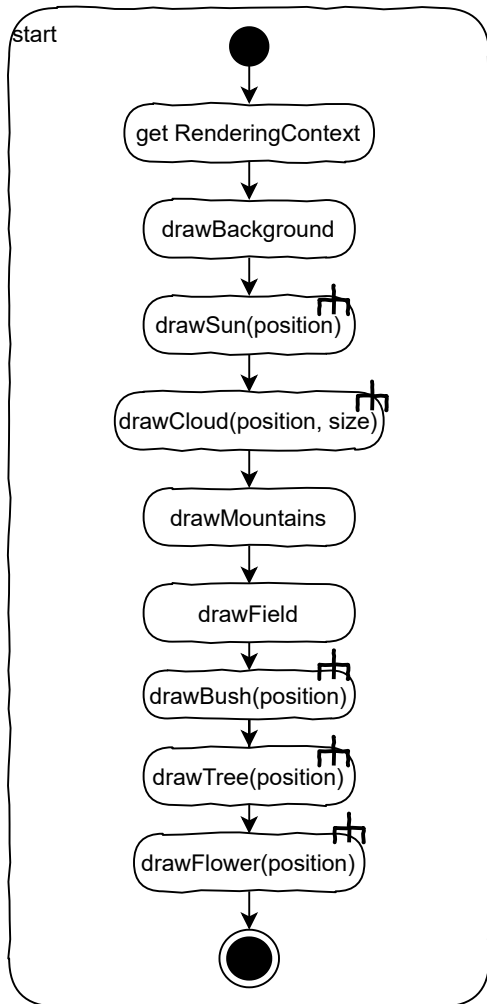 start
get RenderingContext
drawBackground
drawSun(position)
drawCloud(position, size)
drawMountains
drawField
drawBush(position)
drawTree(position)
drawFlower(position)